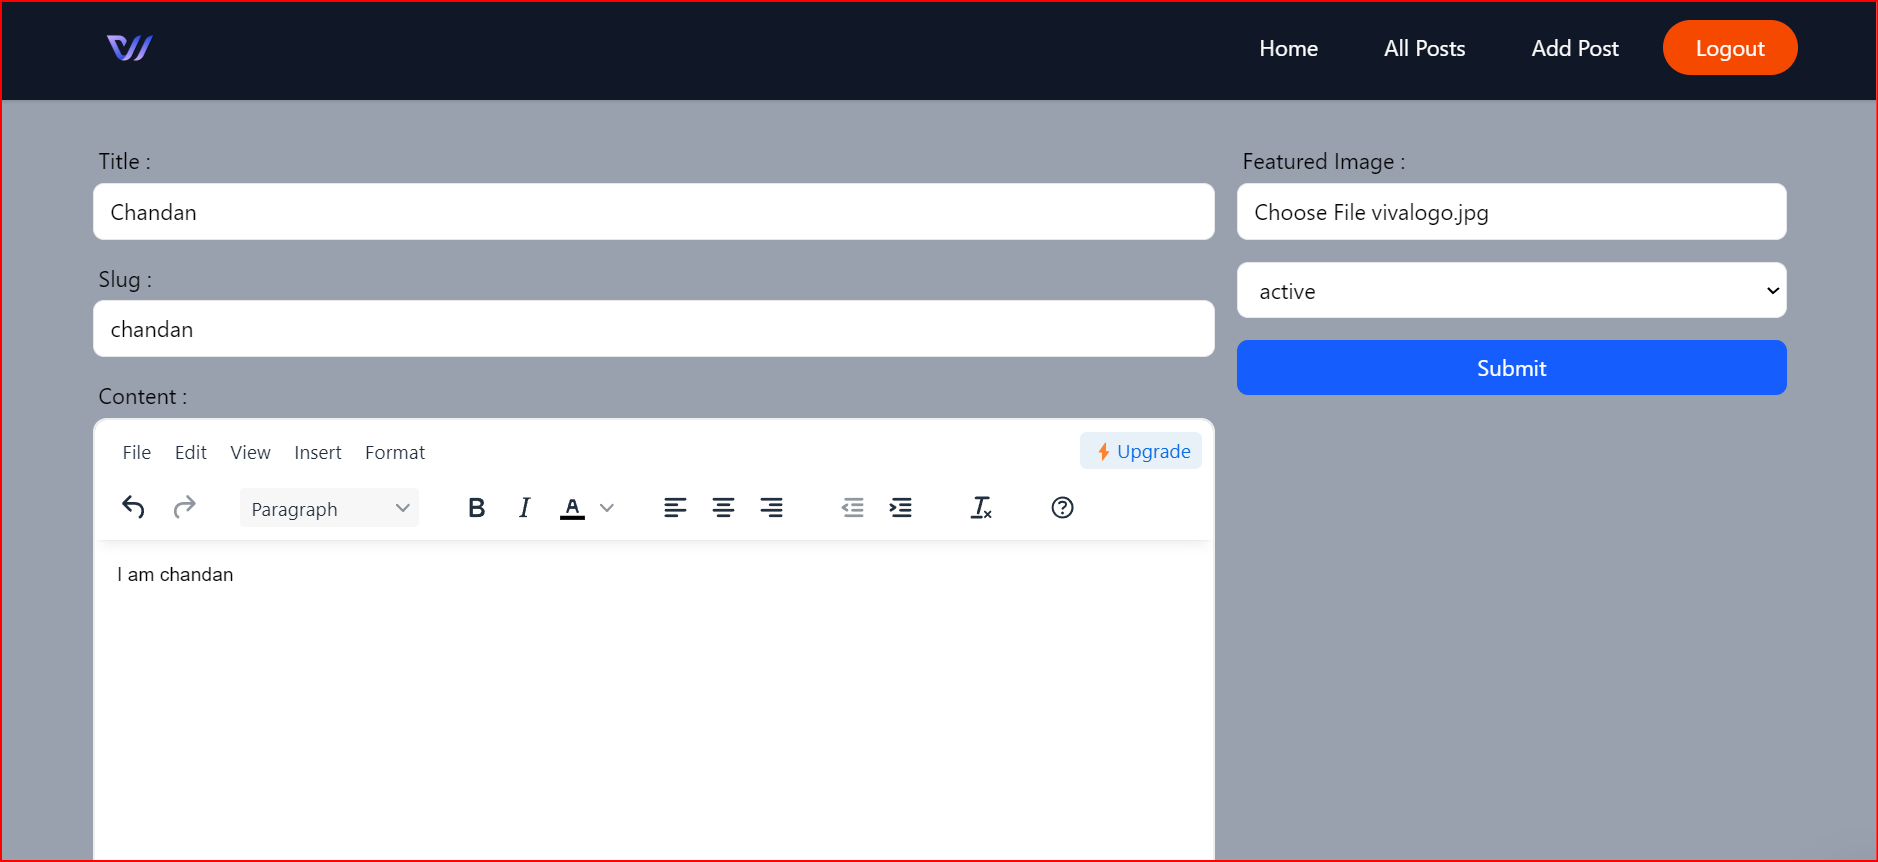 Home All Posts Add Post Logout
Title :
Chandan
Slug :
chandan
Content :
File Edit View Insert Format Upgrade
Paragraph B I A
I am chandan
Featured Image :
Choose File vivalogo.jpg
active
Submit